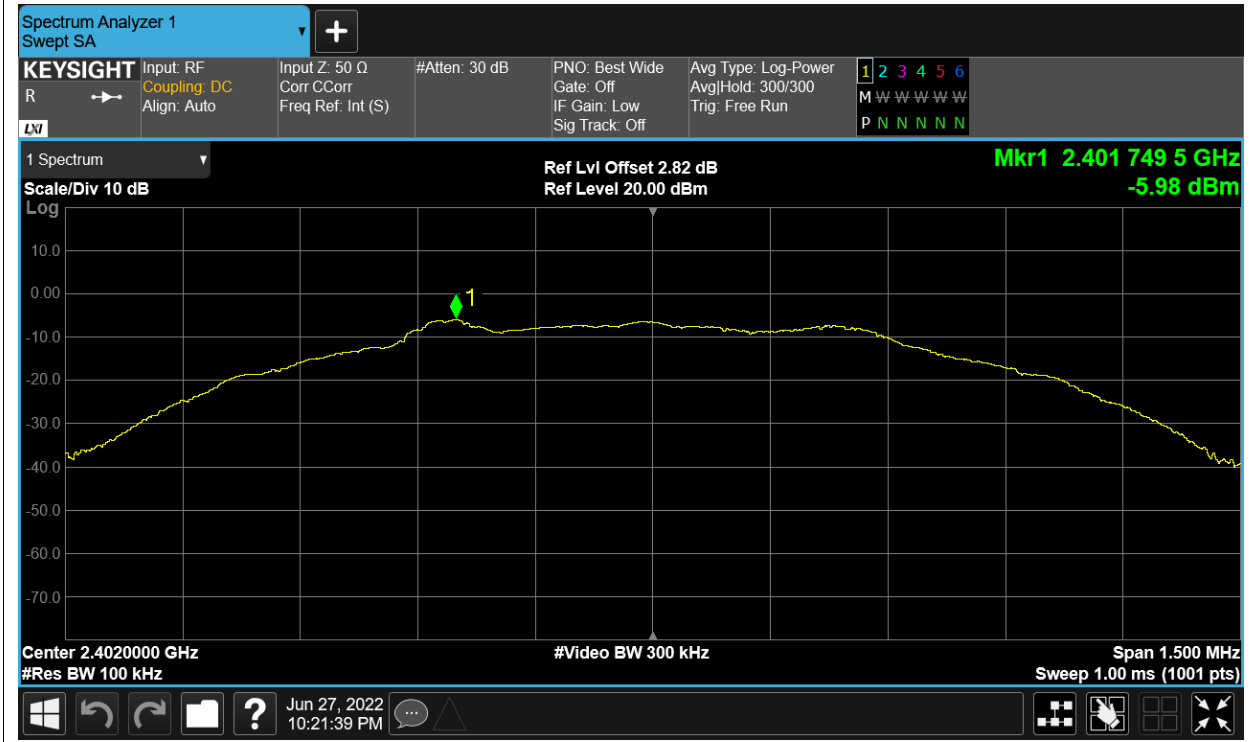 Spectrum Analyzer 1
Swept SA
+
KEYSIGHT
R
LXI
Input: RF
Coupling: DC
Align: Auto
Input Z: 50 Ω
Corr CCorr
Freq Ref: Int (S)
#Atten: 30 dB
PNO: Best Wide
Gate: Off
IF Gain: Low
Sig Track: Off
Avg Type: Log-Power
Avg|Hold: 300/300
Trig: Free Run
1 2 3 4 5 6
M W W W W W
P N N N N N
1 Spectrum
Scale/Div 10 dB
Log
Ref Lvl Offset 2.82 dB
Ref Level 20.00 dBm
Mkr1 2.401 749 5 GHz
-5.98 dBm
10.0
0.00
-10.0
-20.0
-30.0
-40.0
-50.0
-60.0
-70.0
1
Center 2.4020000 GHz
#Res BW 100 kHz
#Video BW 300 kHz
Span 1.500 MHz
Sweep 1.00 ms (1001 pts)
?
Jun 27, 2022
10:21:39 PM